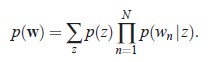 p(w) = ∑_z p(z) ∏_{n=1}^{N} p(w_n | z).